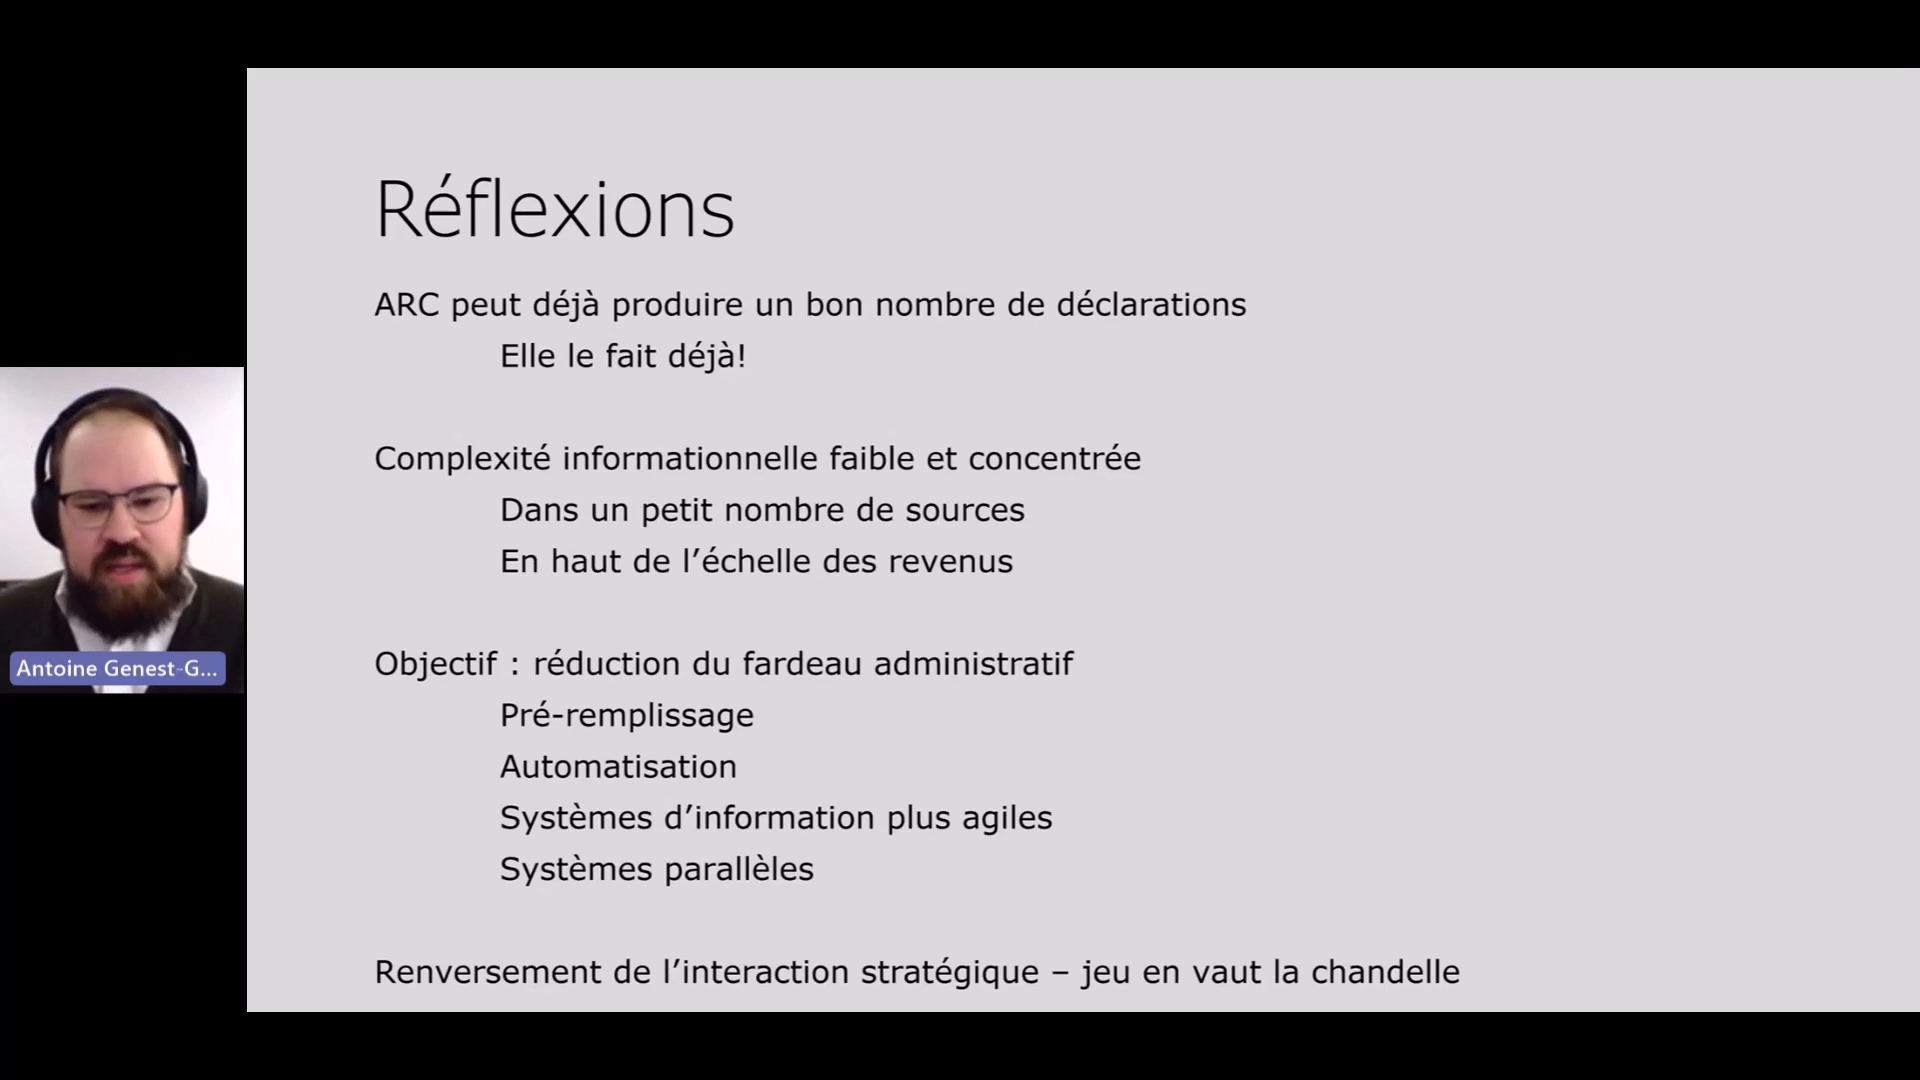 Réflexions
ARC peut déjà produire un bon nombre de déclarations
Elle le fait déjà!
Complexité informationnelle faible et concentrée
Dans un petit nombre de sources
En haut de l’échelle des revenus
Objectif : réduction du fardeau administratif
Pré-remplissage
Automatisation
Systèmes d’information plus agiles
Systèmes parallèles
Renversement de l’interaction stratégique – jeu en vaut la chandelle
Antoine Genest-G...